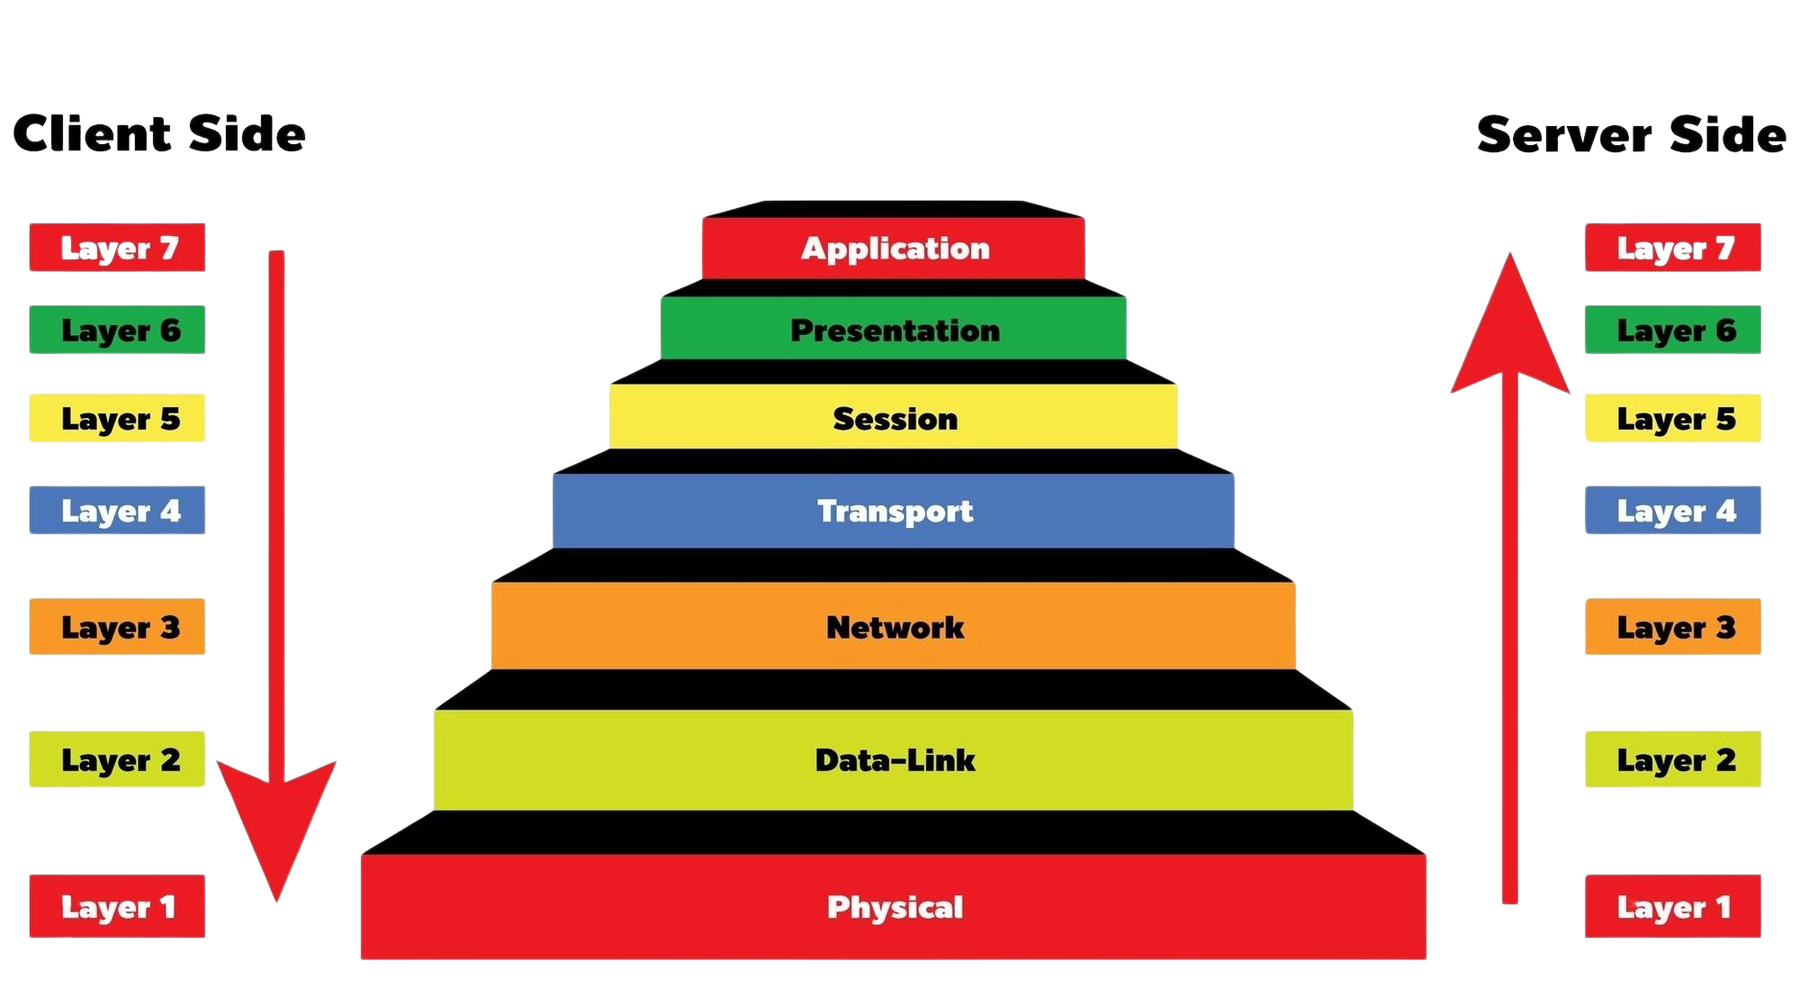 Client Side
Server Side
Layer 7
Application
Layer 7
Layer 6
Presentation
Layer 6
Layer 5
Session
Layer 5
Layer 4
Transport
Layer 4
Layer 3
Network
Layer 3
Layer 2
Data-Link
Layer 2
Layer 1
Physical
Layer 1